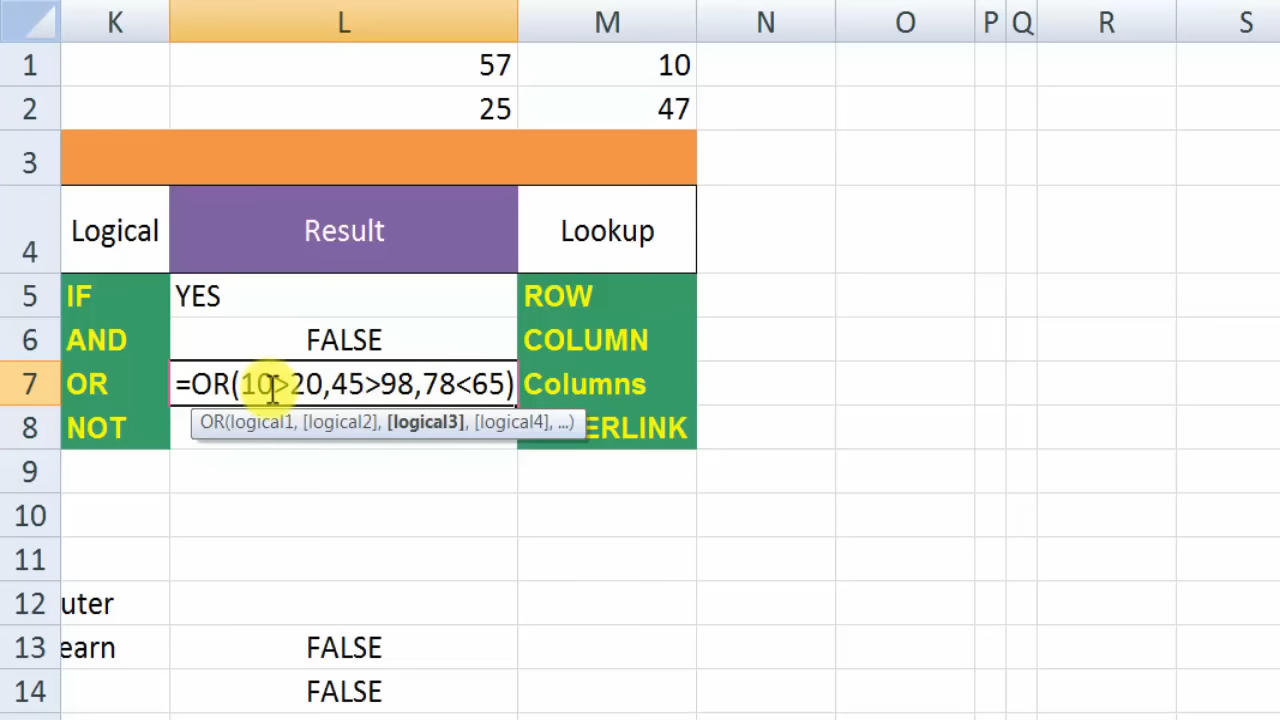 K L M N O P Q R S
1 57 10
2 25 47
3
4 Logical Result Lookup
5 IF YES ROW
6 AND FALSE COLUMN
7 OR =OR(10>20,45>98,78<65) Columns
8 NOT OR(logical1, [logical2], [logical3], [logical4], ...) ERLINK
9
10
11
12 uter
13 earn FALSE
14 FALSE